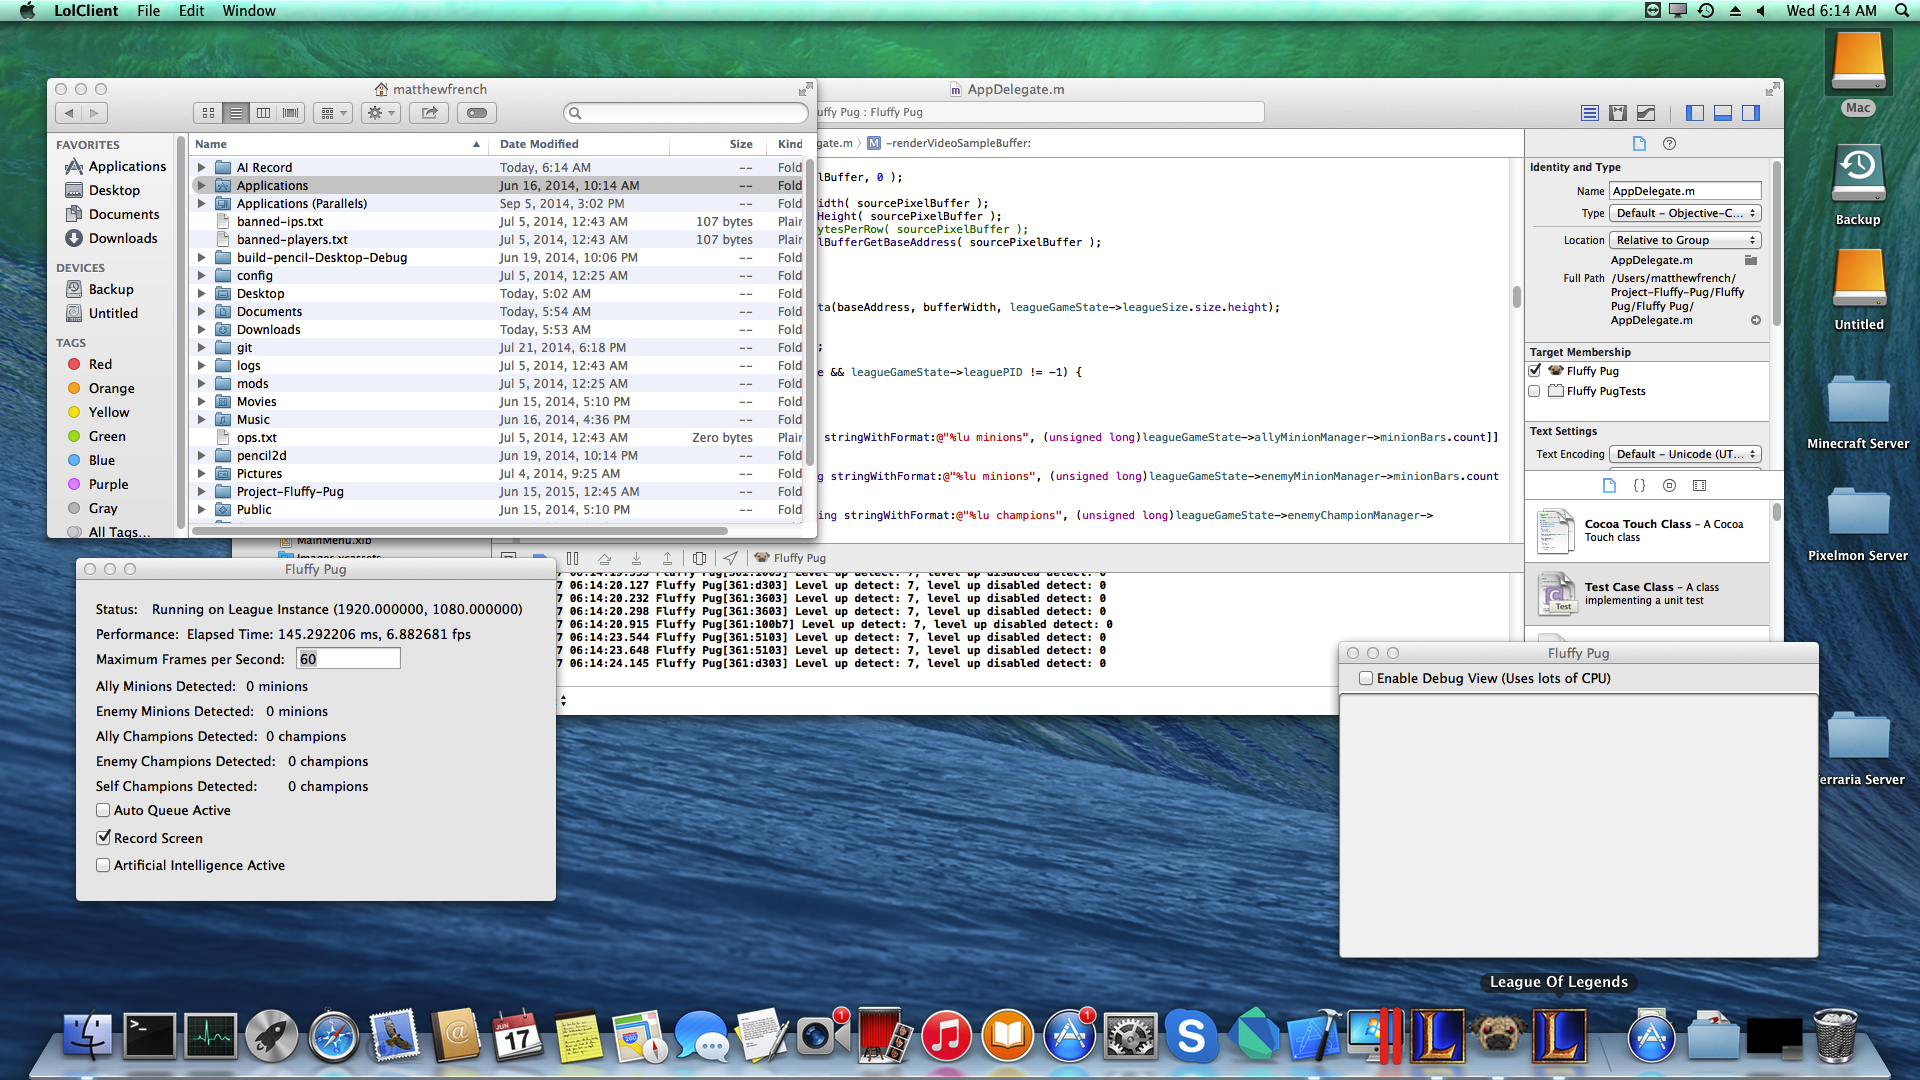 LolClient File Edit Window
Wed 6:14 AM
matthewfrench
Name Date Modified Size Kind
FAVORITES
Applications
Desktop
Documents
Downloads
DEVICES
Backup
Untitled
TAGS
Red
Orange
Yellow
Green
Blue
Purple
Gray
All Tags...
AI Record Today, 6:14 AM -- Fold
Applications Jun 16, 2014, 10:14 AM -- Fold
Applications (Parallels) Sep 5, 2014, 3:02 PM -- Fold
banned-ips.txt Jul 5, 2014, 12:43 AM 107 bytes Plain
banned-players.txt Jul 5, 2014, 12:43 AM 107 bytes Plain
build-pencil-Desktop-Debug Jun 19, 2014, 10:06 PM -- Fold
config Jul 5, 2014, 12:25 AM -- Fold
Desktop Today, 5:02 AM -- Fold
Documents Today, 5:54 AM -- Fold
Downloads Today, 5:53 AM -- Fold
git Jul 21, 2014, 6:18 PM -- Fold
logs Jul 5, 2014, 12:43 AM -- Fold
mods Jul 5, 2014, 12:25 AM -- Fold
Movies Jun 15, 2014, 5:10 PM -- Fold
Music Jun 16, 2014, 4:36 PM -- Fold
ops.txt Jul 5, 2014, 12:43 AM Zero bytes Plain
pencil2d Jun 19, 2014, 10:14 PM -- Fold
Pictures Jul 4, 2014, 9:25 AM -- Fold
Project-Fluffy-Pug Jun 15, 2015, 12:45 AM -- Fold
Public Jun 15, 2014, 5:10 PM -- Fold
MainMenu.xib
Images.xcassets
AppDelegate.m
uffy Pug : Fluffy Pug
gate.m M -renderVideoSampleBuffer:
lBuffer, 0 );
idth( sourcePixelBuffer );
Height( sourcePixelBuffer );
ytesPerRow( sourcePixelBuffer );
lBufferGetBaseAddress( sourcePixelBuffer );
ta(baseAddress, bufferWidth, leagueGameState->leagueSize.size.height);
;
e && leagueGameState->leaguePID != -1) {
stringWithFormat:@"%lu minions", (unsigned long)leagueGameState->allyMinionManager->minionBars.count]]
g stringWithFormat:@"%lu minions", (unsigned long)leagueGameState->enemyMinionManager->minionBars.count
ing stringWithFormat:@"%lu champions", (unsigned long)leagueGameState->enemyChampionManager->
Fluffy Pug
7 06:14:20.127 Fluffy Pug[361:d303] Level up detect: 7, level up disabled detect: 0
7 06:14:20.232 Fluffy Pug[361:3603] Level up detect: 7, level up disabled detect: 0
7 06:14:20.298 Fluffy Pug[361:3603] Level up detect: 7, level up disabled detect: 0
7 06:14:20.915 Fluffy Pug[361:100b7] Level up detect: 7, level up disabled detect: 0
7 06:14:23.544 Fluffy Pug[361:5103] Level up detect: 7, level up disabled detect: 0
7 06:14:23.648 Fluffy Pug[361:5103] Level up detect: 7, level up disabled detect: 0
7 06:14:24.145 Fluffy Pug[361:d303] Level up detect: 7, level up disabled detect: 0
Identity and Type
Name AppDelegate.m
Type Default - Objective-C...
Location Relative to Group
AppDelegate.m
Full Path /Users/matthewfrench/
Project-Fluffy-Pug/Fluffy
Pug/Fluffy Pug/
AppDelegate.m
Target Membership
Fluffy Pug
Fluffy PugTests
Text Settings
Text Encoding Default - Unicode (UT...
{ }
Cocoa Touch Class - A Cocoa
Touch class
Test
Test Case Class - A class
implementing a unit test
Fluffy Pug
Status: Running on League Instance (1920.000000, 1080.000000)
Performance: Elapsed Time: 145.292206 ms, 6.882681 fps
Maximum Frames per Second: 60
Ally Minions Detected: 0 minions
Enemy Minions Detected: 0 minions
Ally Champions Detected: 0 champions
Enemy Champions Detected: 0 champions
Self Champions Detected: 0 champions
Auto Queue Active
Record Screen
Artificial Intelligence Active
Fluffy Pug
Enable Debug View (Uses lots of CPU)
Mac
Backup
Untitled
Minecraft Server
Pixelmon Server
erraria Server
League Of Legends
JUN
17
1
1